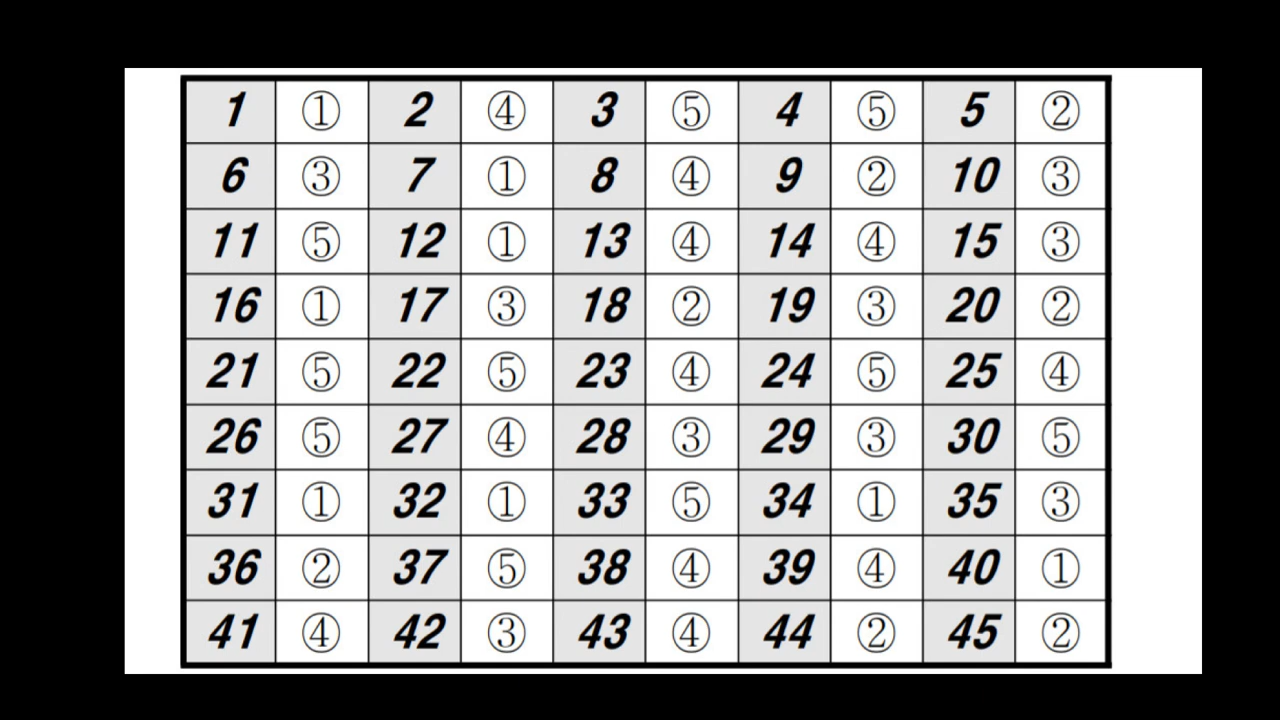 1 ① 2 ④ 3 ⑤ 4 ⑤ 5 ②
6 ③ 7 ① 8 ④ 9 ② 10 ③
11 ⑤ 12 ① 13 ④ 14 ④ 15 ③
16 ① 17 ③ 18 ② 19 ③ 20 ②
21 ⑤ 22 ⑤ 23 ④ 24 ⑤ 25 ④
26 ⑤ 27 ④ 28 ③ 29 ③ 30 ⑤
31 ① 32 ① 33 ⑤ 34 ① 35 ③
36 ② 37 ⑤ 38 ④ 39 ④ 40 ①
41 ④ 42 ③ 43 ④ 44 ② 45 ②